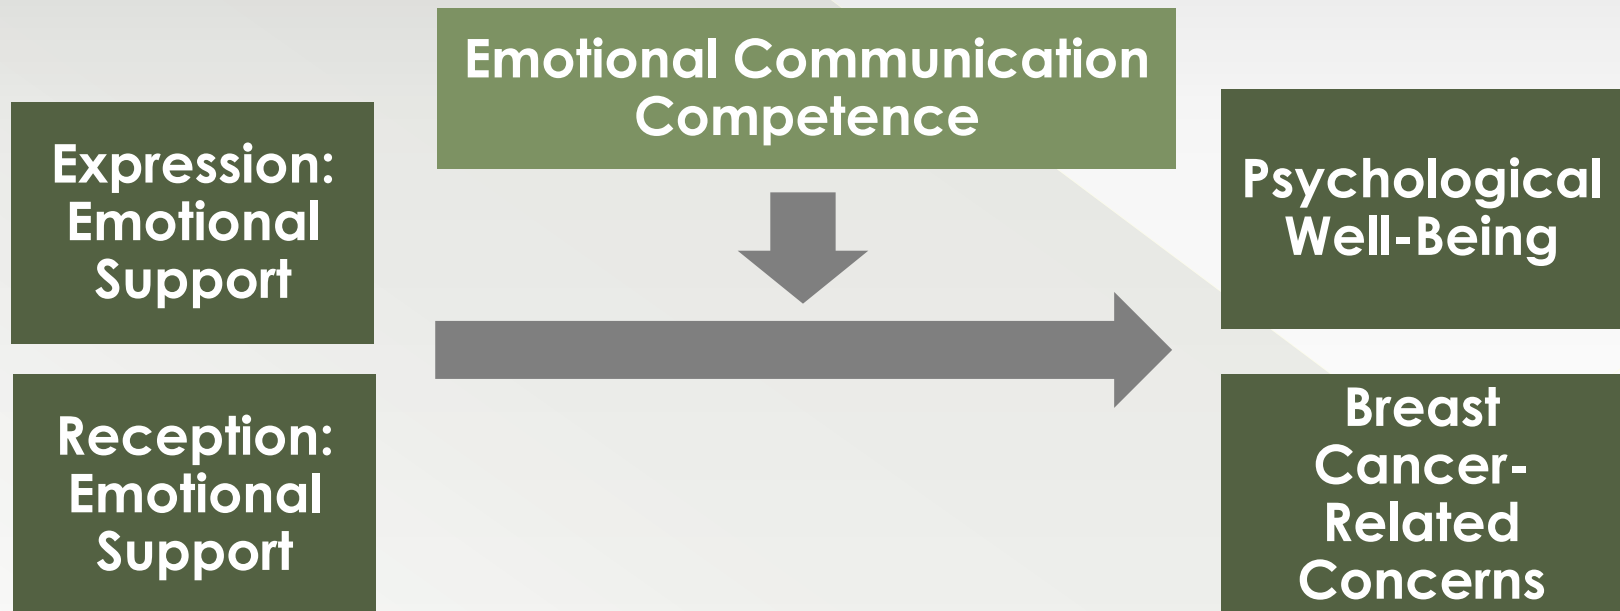 Emotional Communication
Competence
Expression:
Emotional
Support
Reception:
Emotional
Support
Psychological
Well-Being
Breast
Cancer-
Related
Concerns